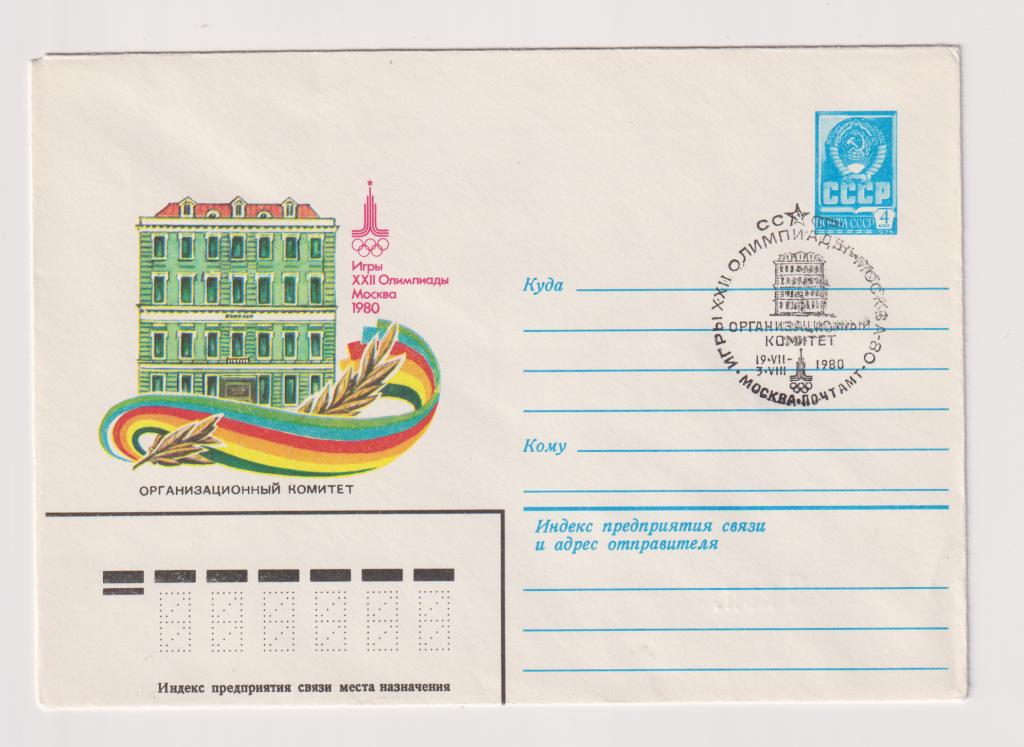 Игры
XXII Олимпиады
Москва
1980
ОРГАНИЗАЦИОННЫЙ КОМИТЕТ
Индекс предприятия связи места назначения
СССР
4
КОП
ПОЧТА СССР
ИГРЫ XXII ОЛИМПИАДЫ • МОСКВА-80
ОРГАНИЗАЦИОННЫЙ
КОМИТЕТ
19·VII-
3·VIII
1980
МОСКВА•ПОЧТАМТ
Куда
Кому
Индекс предприятия связи
и адрес отправителя